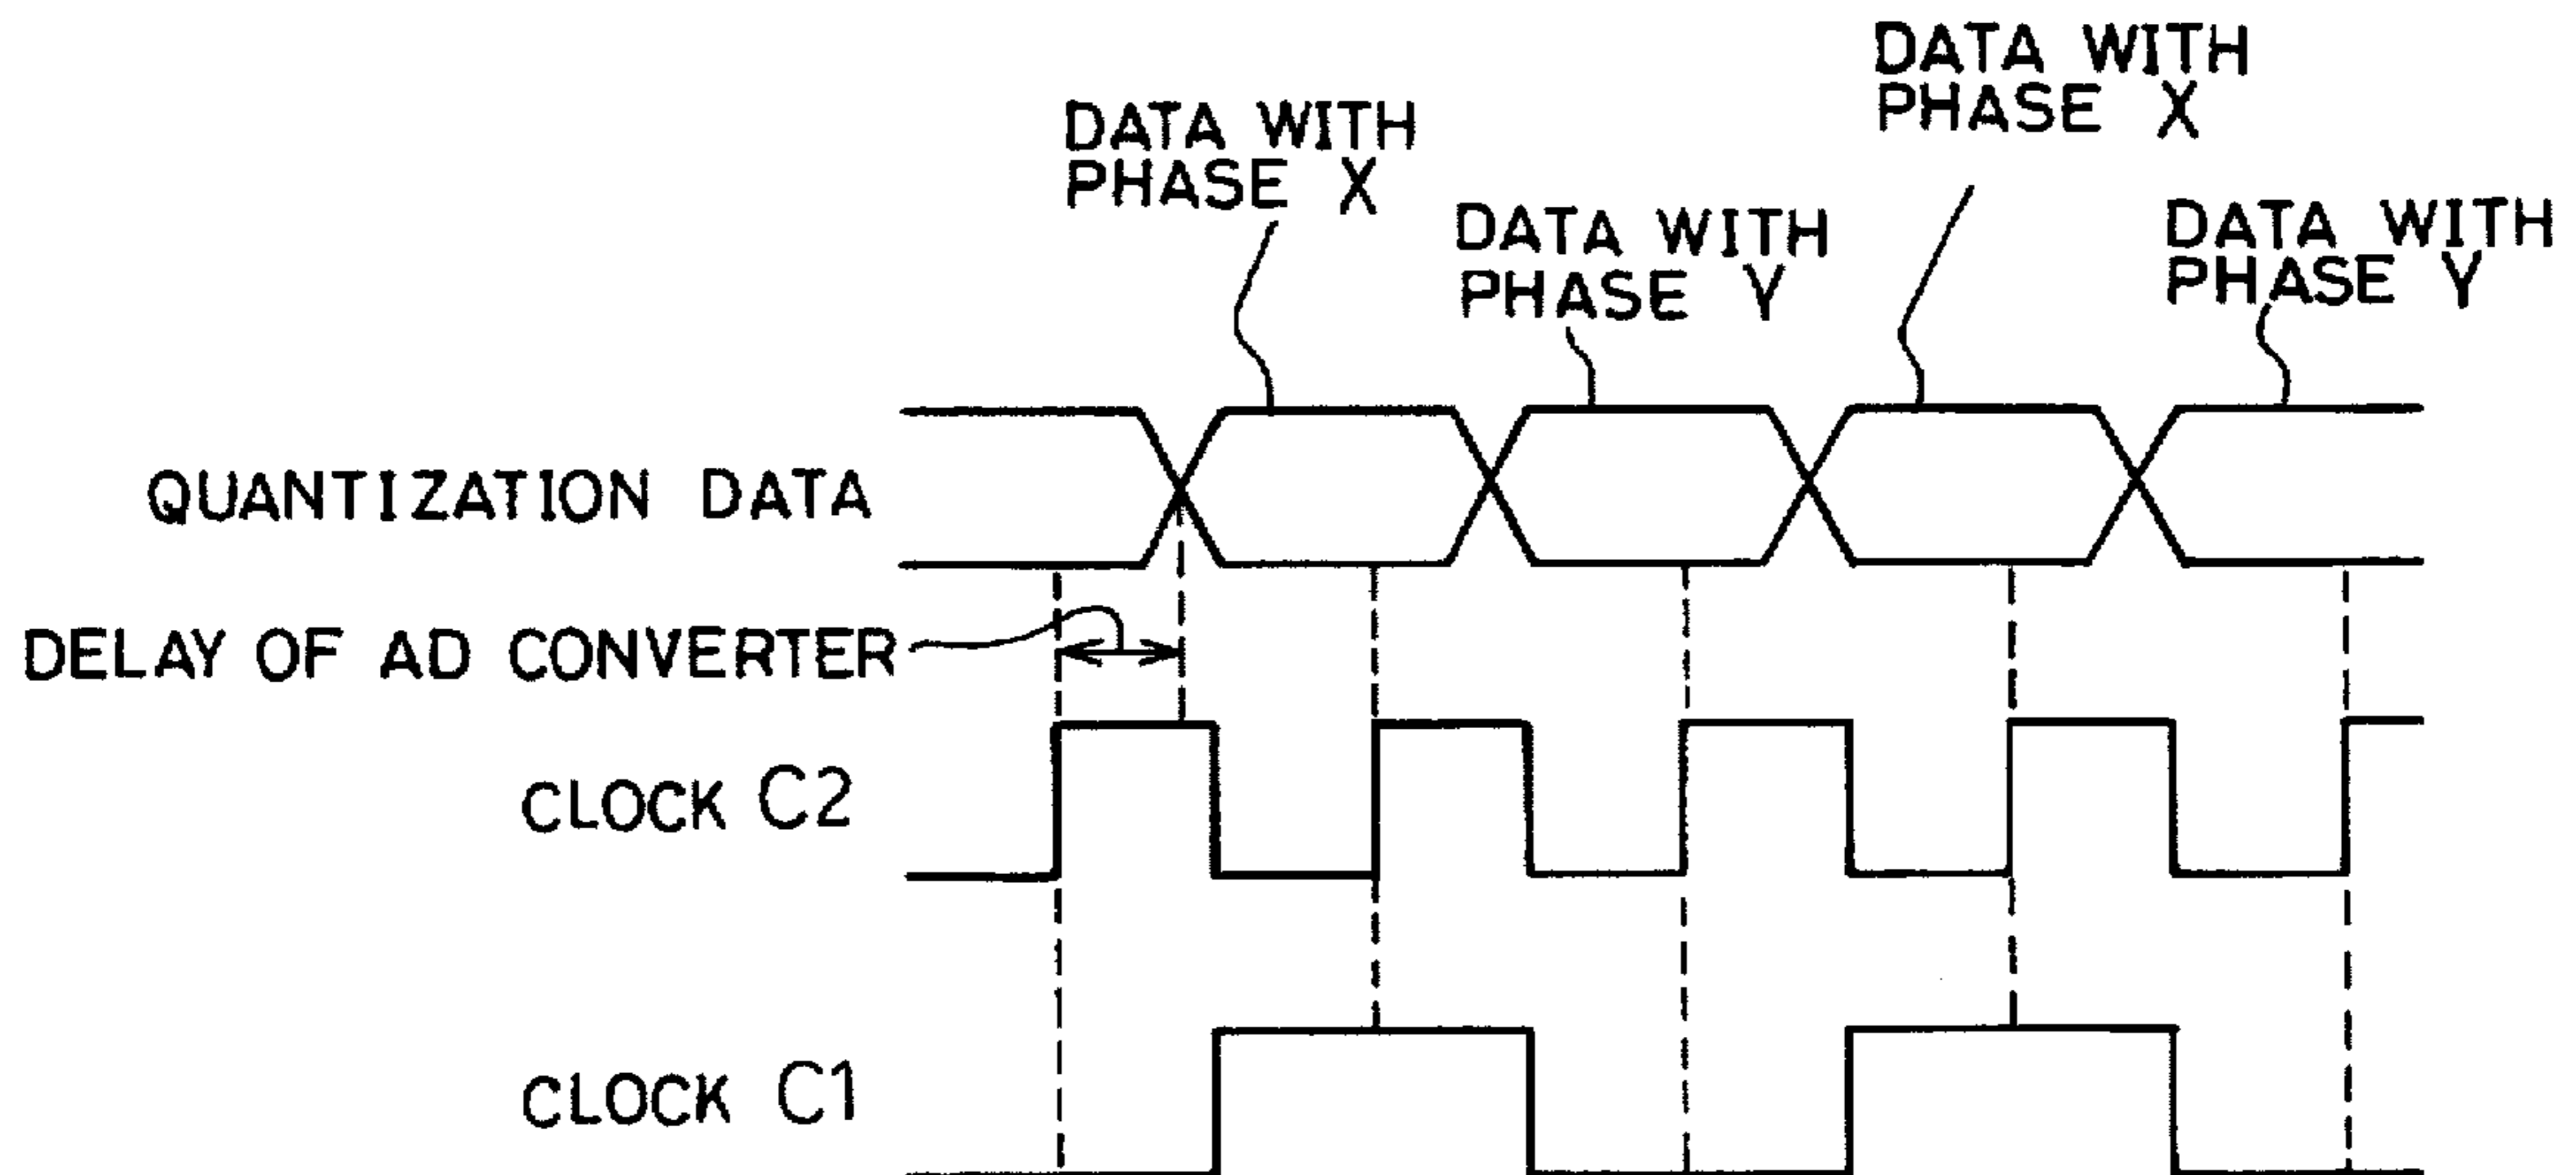 DATA WITH
PHASE X
DATA WITH
PHASE X
DATA WITH
PHASE Y
DATA WITH
PHASE Y
QUANTIZATION DATA
DELAY OF AD CONVERTER
CLOCK C2
CLOCK C1